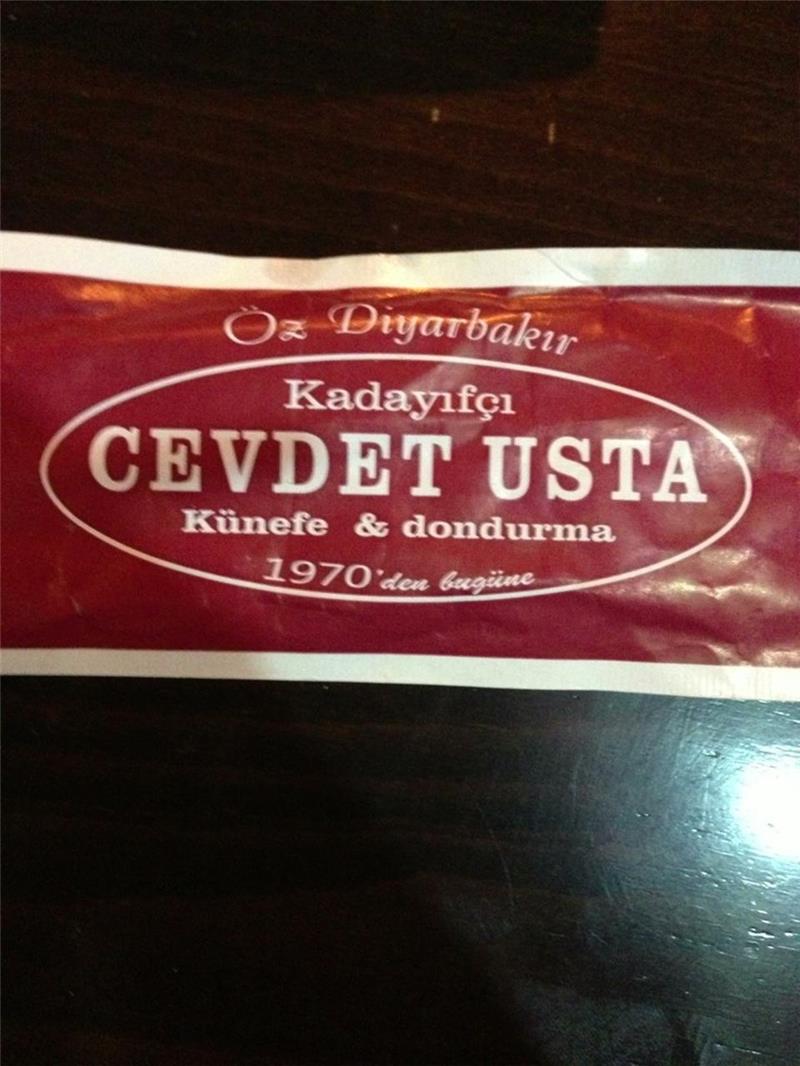 Öz Diyarbakır
Kadayıfçı
CEVDET USTA
Künefe & dondurma
1970'den bugüne